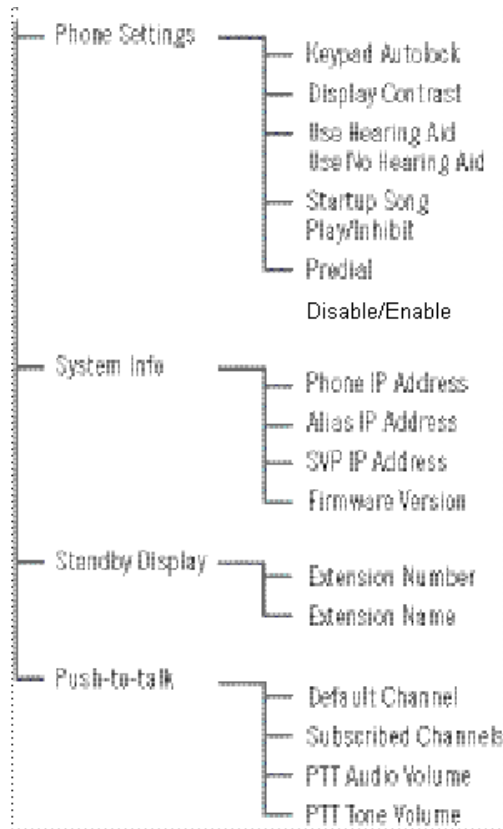 Phone Settings
Keypad Autolock
Display Contrast
Use Hearing Aid
Use No Hearing Aid
Startup Song
Play/Inhibit
Predial
Disable/Enable
System Info
Phone IP Address
Alias IP Address
SVP IP Address
Firmware Version
Standby Display
Extension Number
Extension Name
Push-to-talk
Default Channel
Subscribed Channels
PTT Audio Volume
PTT Tone Volume